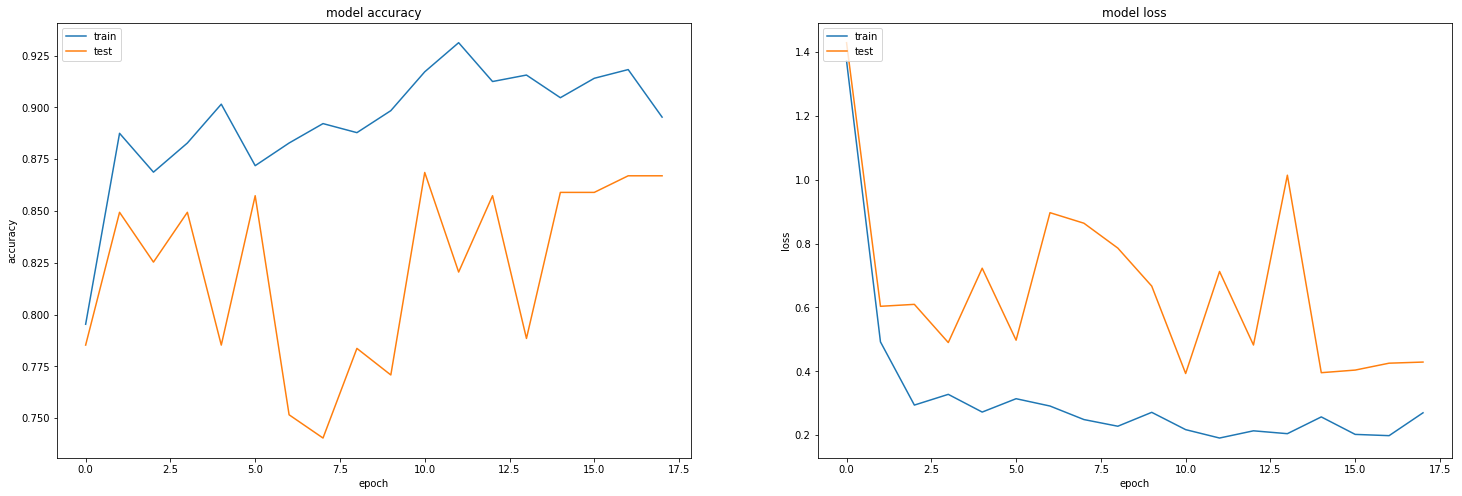 model accuracy
train
test
0.925
0.900
0.875
0.850
0.825
0.800
0.775
0.750
accuracy
0.0 2.5 5.0 7.5 10.0 12.5 15.0 17.5
epoch
model loss
train
test
1.4
1.2
1.0
0.8
0.6
0.4
0.2
loss
0.0 2.5 5.0 7.5 10.0 12.5 15.0 17.5
epoch